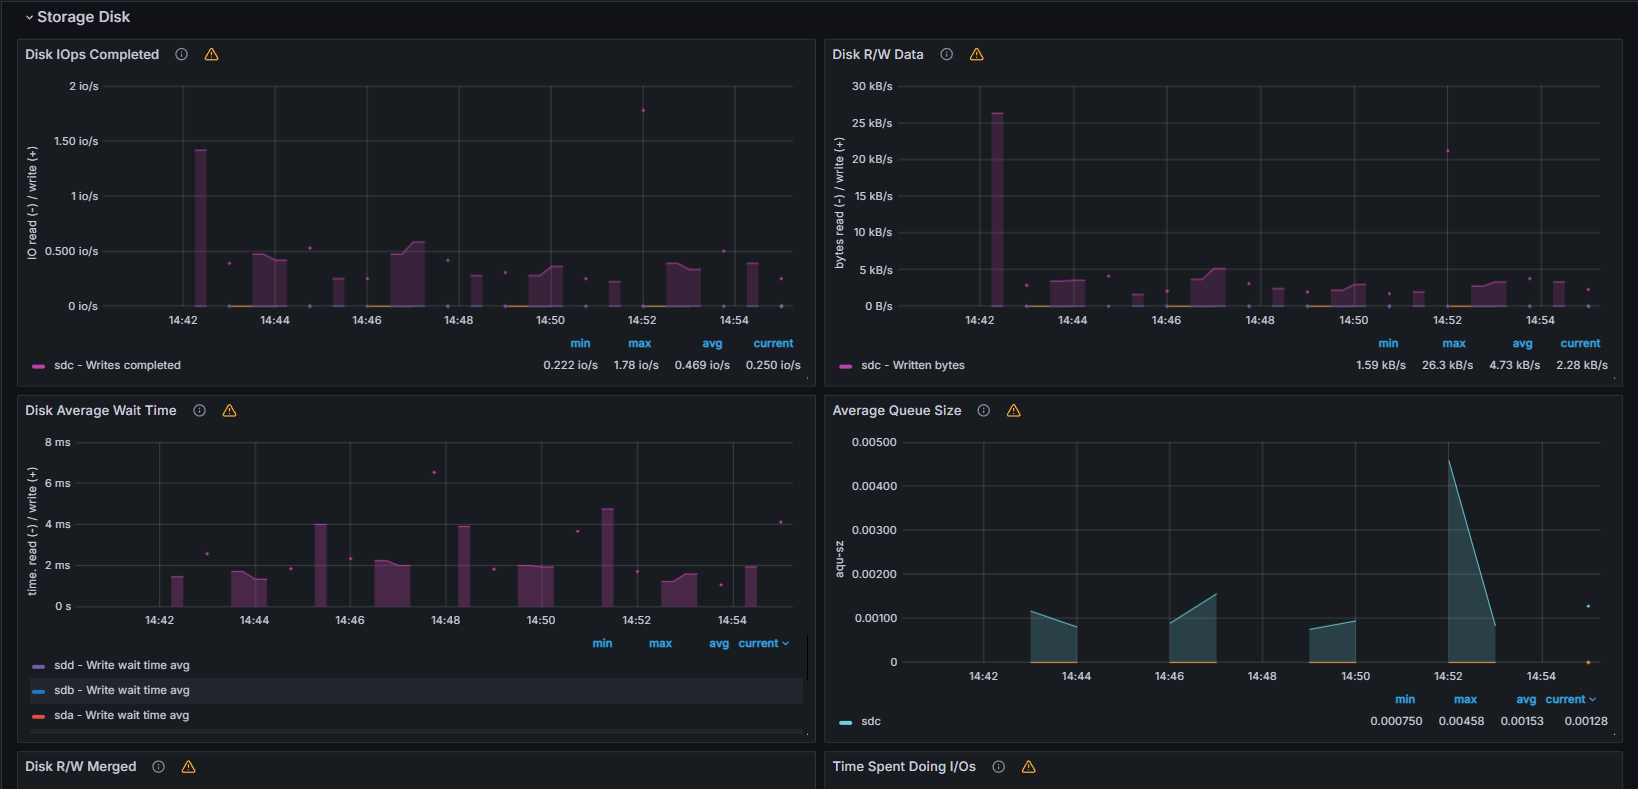 Storage Disk
Disk IOps Completed
2 io/s
1.50 io/s
1 io/s
0.500 io/s
0 io/s
IO read (-) / write (+)
14:42 14:44 14:46 14:48 14:50 14:52 14:54
min max avg current
sdc - Writes completed 0.222 io/s 1.78 io/s 0.469 io/s 0.250 io/s
Disk R/W Data
30 kB/s
25 kB/s
20 kB/s
15 kB/s
10 kB/s
5 kB/s
0 B/s
bytes read (-) / write (+)
14:42 14:44 14:46 14:48 14:50 14:52 14:54
min max avg current
sdc - Written bytes 1.59 kB/s 26.3 kB/s 4.73 kB/s 2.28 kB/s
Disk Average Wait Time
8 ms
6 ms
4 ms
2 ms
0 s
time. read (-) / write (+)
14:42 14:44 14:46 14:48 14:50 14:52 14:54
min max avg current
sdd - Write wait time avg
sdb - Write wait time avg
sda - Write wait time avg
Average Queue Size
0.00500
0.00400
0.00300
0.00200
0.00100
0
aqu-sz
14:42 14:44 14:46 14:48 14:50 14:52 14:54
min max avg current
sdc 0.000750 0.00458 0.00153 0.00128
Disk R/W Merged
Time Spent Doing I/Os